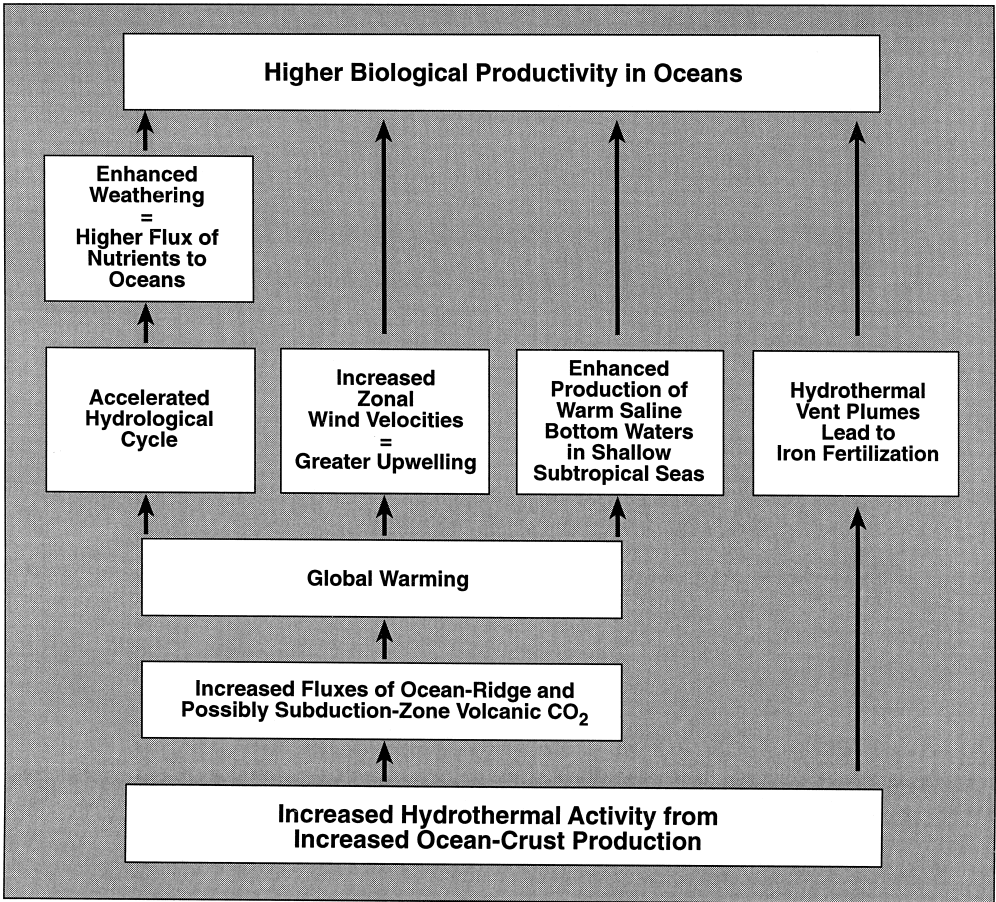 Higher Biological Productivity in Oceans
Enhanced
Weathering
=
Higher Flux of
Nutrients to
Oceans
Accelerated
Hydrological
Cycle
Increased
Zonal
Wind Velocities
=
Greater Upwelling
Enhanced
Production of
Warm Saline
Bottom Waters
in Shallow
Subtropical Seas
Hydrothermal
Vent Plumes
Lead to
Iron Fertilization
Global Warming
Increased Fluxes of Ocean-Ridge and
Possibly Subduction-Zone Volcanic CO₂
Increased Hydrothermal Activity from
Increased Ocean-Crust Production